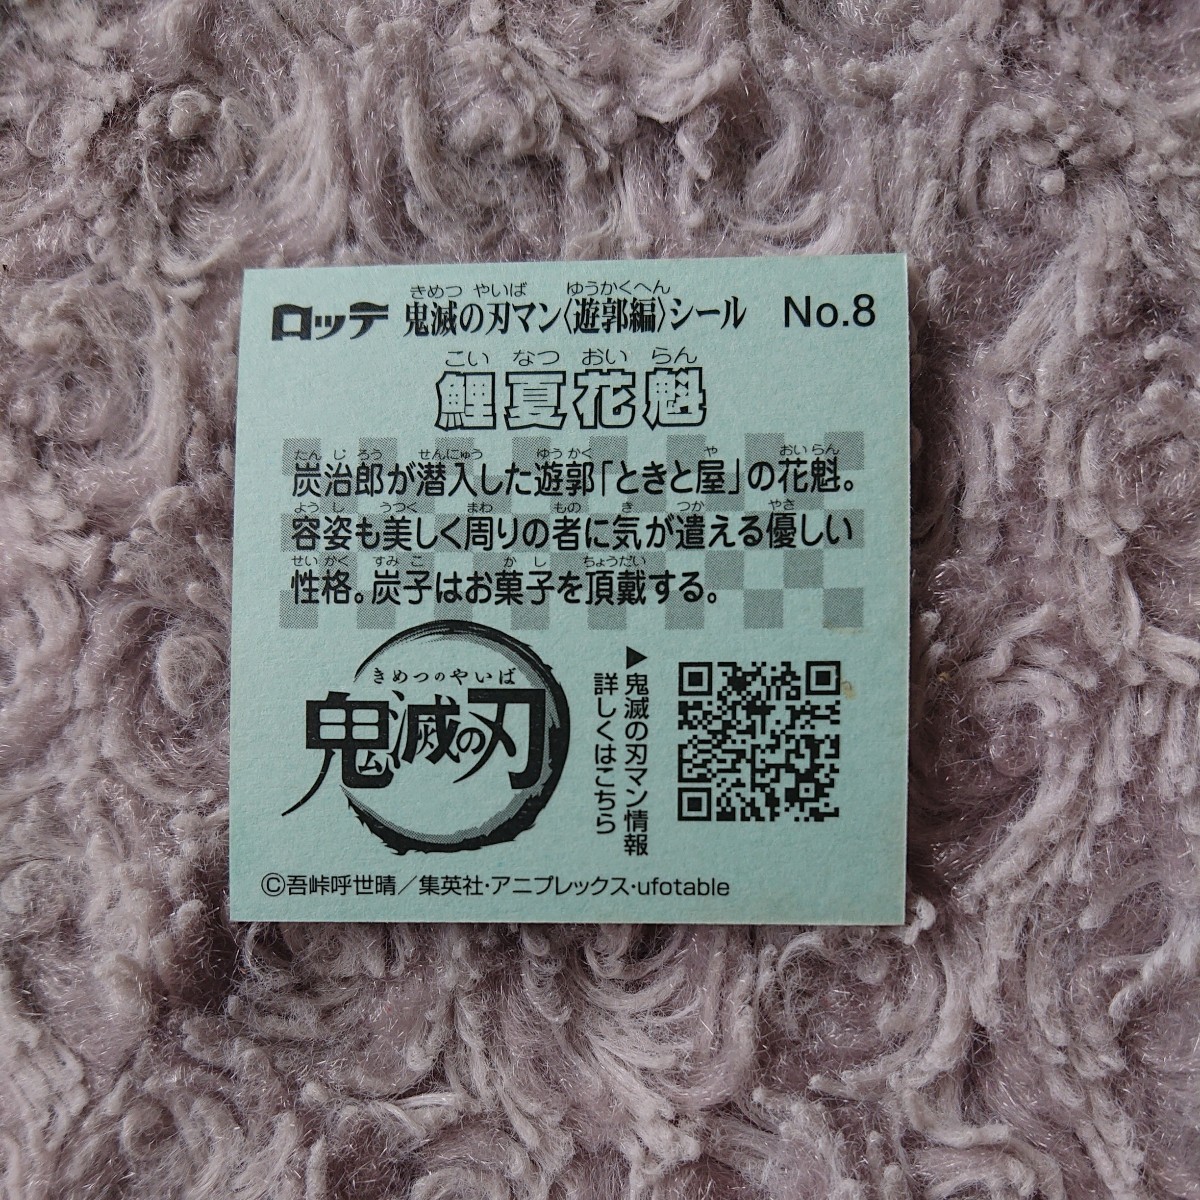 ロッテ 鬼滅の刃マン〈遊郭編〉シール No.8
きめつ やいば ゆうかくへん
こい なつ おい らん
鯉夏花魁
たん じ ろう せんにゅう ゆうかく や おいらん
炭治郎が潜入した遊郭「ときと屋」の花魁。
よう し うつく まわ もの き つか やさ
容姿も美しく周りの者に気が遣える優しい
せい かく すみ こ か し ちょうだい
性格。炭子はお菓子を頂戴する。
きめつのやいば
鬼滅の刃
▶鬼滅の刃マン情報
詳しくはこちら
©吾峠呼世晴／集英社・アニプレックス・ufotable